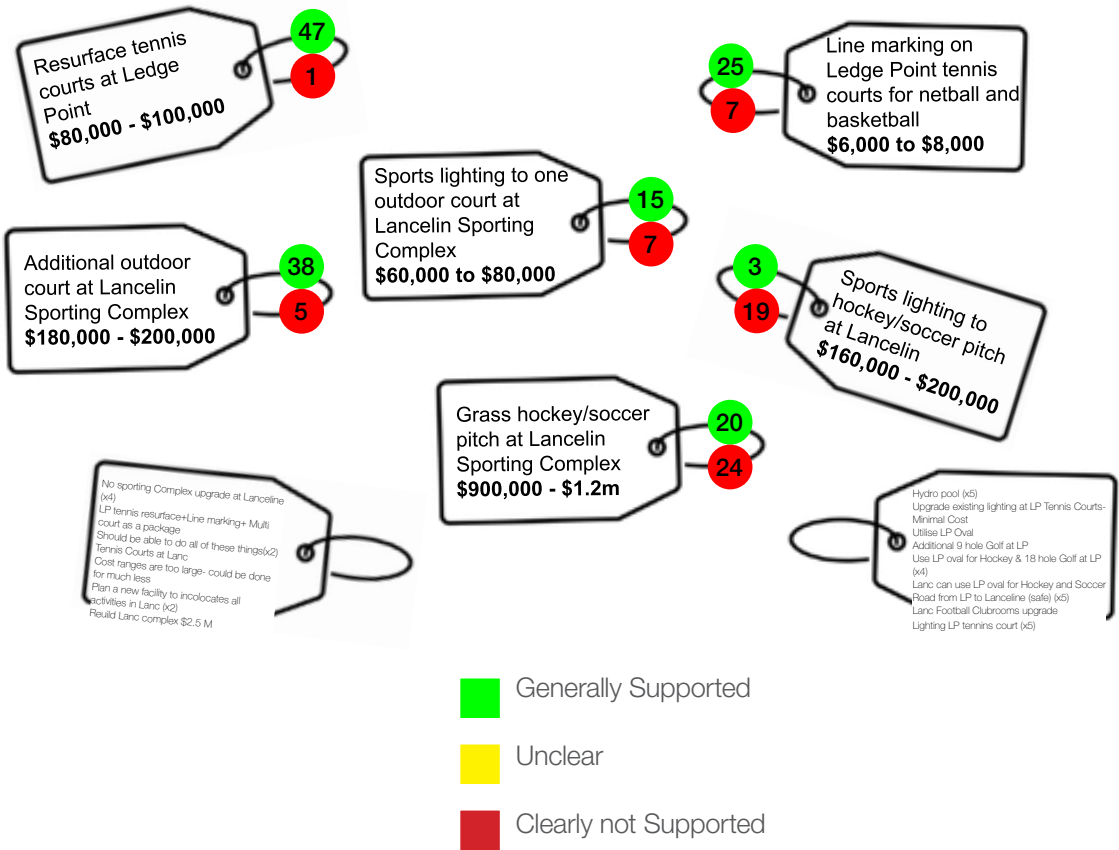 Resurface tennis
courts at Ledge
Point
$80,000 - $100,000
47
1
Line marking on
Ledge Point tennis
courts for netball and
basketball
$6,000 to $8,000
25
7
Sports lighting to one
outdoor court at
Lancelin Sporting
Complex
$60,000 to $80,000
15
7
Additional outdoor
court at Lancelin
Sporting Complex
$180,000 - $200,000
38
5
Sports lighting to
hockey/soccer pitch
at Lancelin
$160,000 - $200,000
3
19
Grass hockey/soccer
pitch at Lancelin
Sporting Complex
$900,000 - $1.2m
20
24
No sporting Complex upgrade at Lanceline
(x4)
LP tennis resurface+Line marking+ Multi
court as a package
Should be able to do all of these things(x2)
Tennis Courts at Lanc
Cost ranges are too large- could be done
for much less
Plan a new facility to incolocates all
activities in Lanc (x2)
Reuild Lanc complex $2.5 M
Hydro pool (x5)
Upgrade existing lighting at LP Tennis Courts-
Minimal Cost
Utilise LP Oval
Additional 9 hole Golf at LP
Use LP oval for Hockey & 18 hole Golf at LP
(x4)
Lanc can use LP oval for Hockey and Soccer
Road from LP to Lanceline (safe) (x5)
Lanc Football Clubrooms upgrade
Lighting LP tennins court (x5)
Generally Supported
Unclear
Clearly not Supported